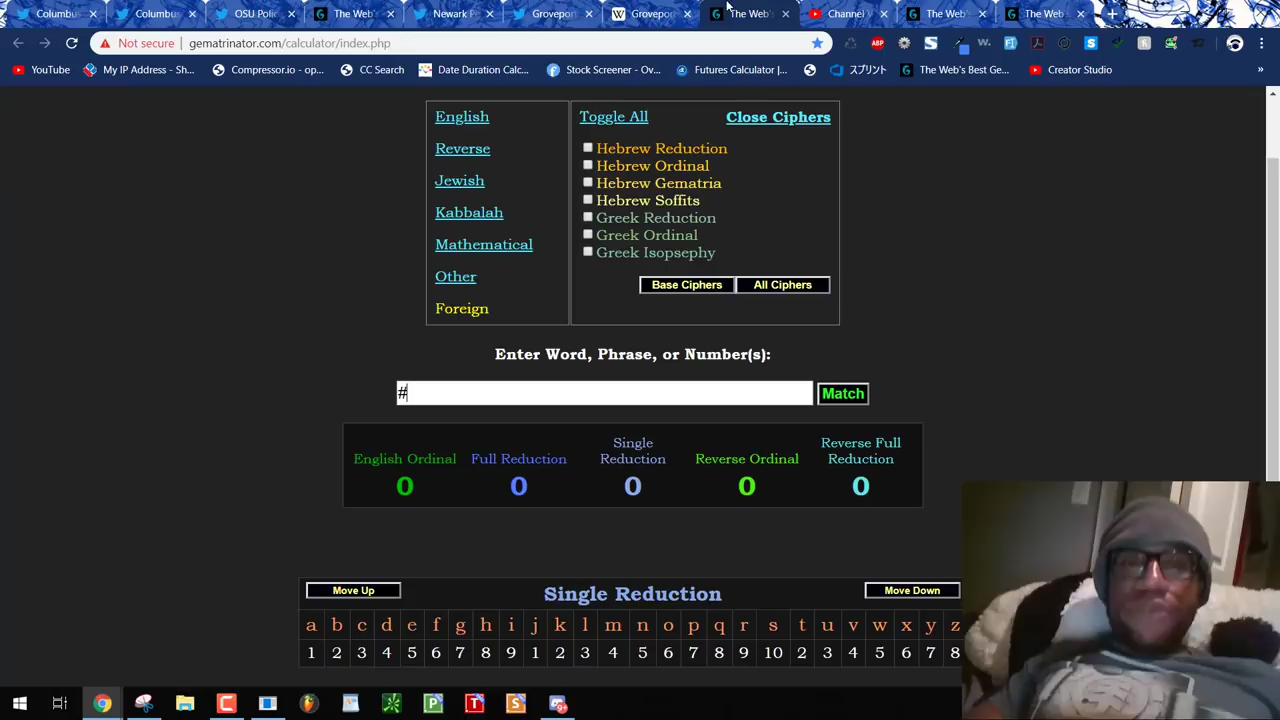 Columbus
Columbus
OSU Polic
The Web's
Newark P
Groveport
Grovepor
The Web's
Channel V
The Web's
The Web's
Not secure
gematrinator.com/calculator/index.php
YouTube
My IP Address - Sh...
Compressor.io - op...
CC Search
Date Duration Calc...
Stock Screener - Ov...
Futures Calculator |...
スプリント
The Web's Best Ge...
Creator Studio
»
English
Reverse
Jewish
Kabbalah
Mathematical
Other
Foreign
Toggle All Close Ciphers
Hebrew Reduction
Hebrew Ordinal
Hebrew Gematria
Hebrew Soffits
Greek Reduction
Greek Ordinal
Greek Isopsephy
Base Ciphers All Ciphers
Enter Word, Phrase, or Number(s):
# Match
English Ordinal
0
Full Reduction
0
Single
Reduction
0
Reverse Ordinal
0
Reverse Full
Reduction
0
Move Up Single Reduction Move Down
a b c d e f g h i j k l m n o p q r s t u v w x y z
1 2 3 4 5 6 7 8 9 1 2 3 4 5 6 7 8 9 10 2 3 4 5 6 7 8